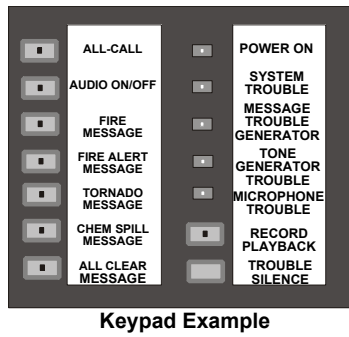 ALL-CALL
AUDIO ON/OFF
FIRE
MESSAGE
FIRE ALERT
MESSAGE
TORNADO
MESSAGE
CHEM SPILL
MESSAGE
ALL CLEAR
MESSAGE
POWER ON
SYSTEM
TROUBLE
MESSAGE
TROUBLE
GENERATOR
TONE
GENERATOR
TROUBLE
MICROPHONE
TROUBLE
RECORD
PLAYBACK
TROUBLE
SILENCE
Keypad Example